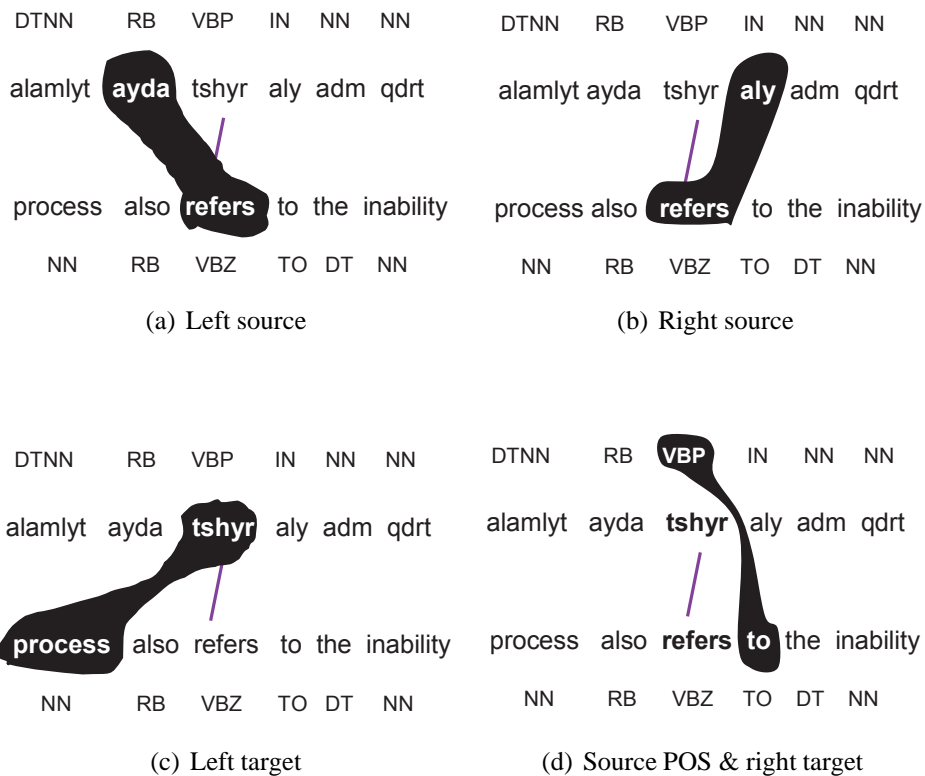 DTNN RB VBP IN NN NN
alamlyt ayda tshyr aly adm qdrt
process also refers to the inability
NN RB VBZ TO DT NN
(a) Left source
DTNN RB VBP IN NN NN
alamlyt ayda tshyr aly adm qdrt
process also refers to the inability
NN RB VBZ TO DT NN
(b) Right source
DTNN RB VBP IN NN NN
alamlyt ayda tshyr aly adm qdrt
process also refers to the inability
NN RB VBZ TO DT NN
(c) Left target
DTNN RB VBP IN NN NN
alamlyt ayda tshyr aly adm qdrt
process also refers to the inability
NN RB VBZ TO DT NN
(d) Source POS & right target